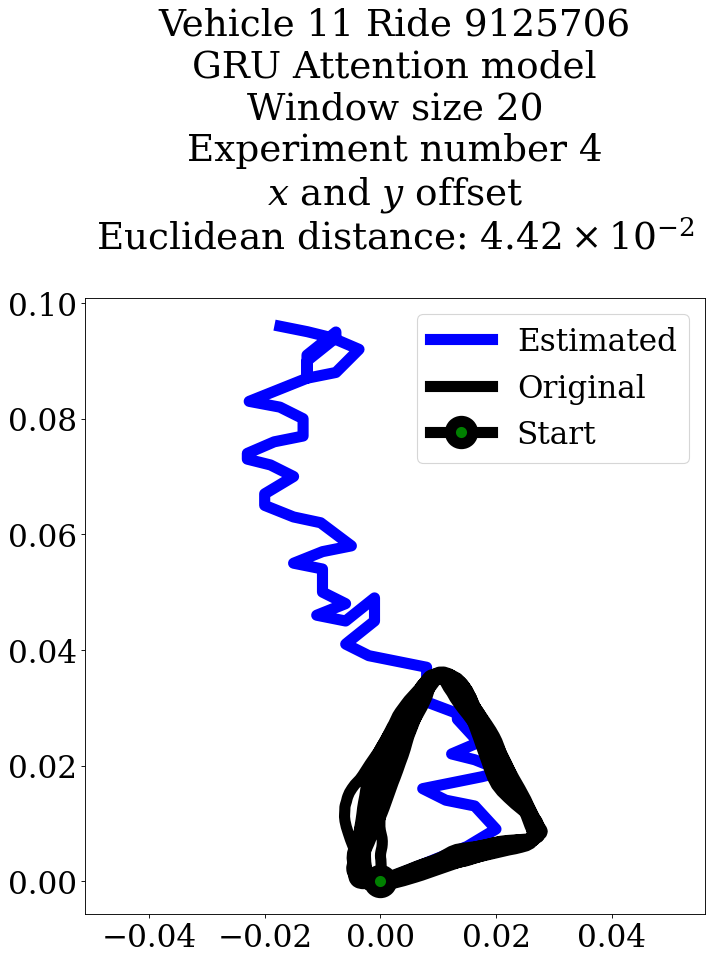 Vehicle 11 Ride 9125706
GRU Attention model
Window size 20
Experiment number 4
x and y offset
Euclidean distance: 4.42 × 10⁻²
0.10
0.08
0.06
0.04
0.02
0.00
Estimated
Original
Start
−0.04 −0.02 0.00 0.02 0.04